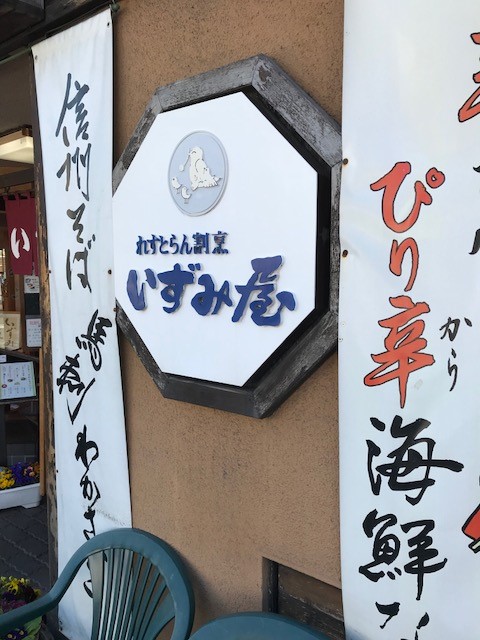 信州そば
わかさぎ
い
れすとらん割烹
いずみ屋
ぴり辛
から
海鮮